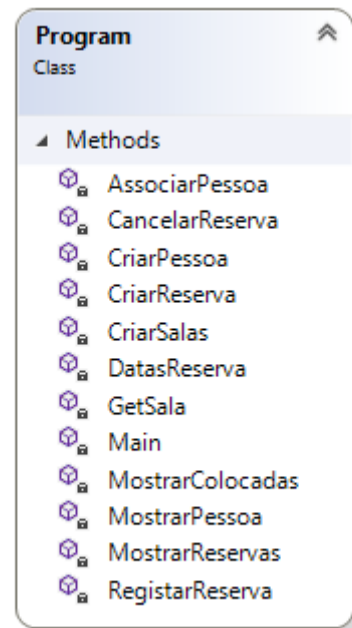 Program
Class
Methods
AssociarPessoa
CancelarReserva
CriarPessoa
CriarReserva
CriarSalas
DatasReserva
GetSala
Main
MostrarColocadas
MostrarPessoa
MostrarReservas
RegistarReserva